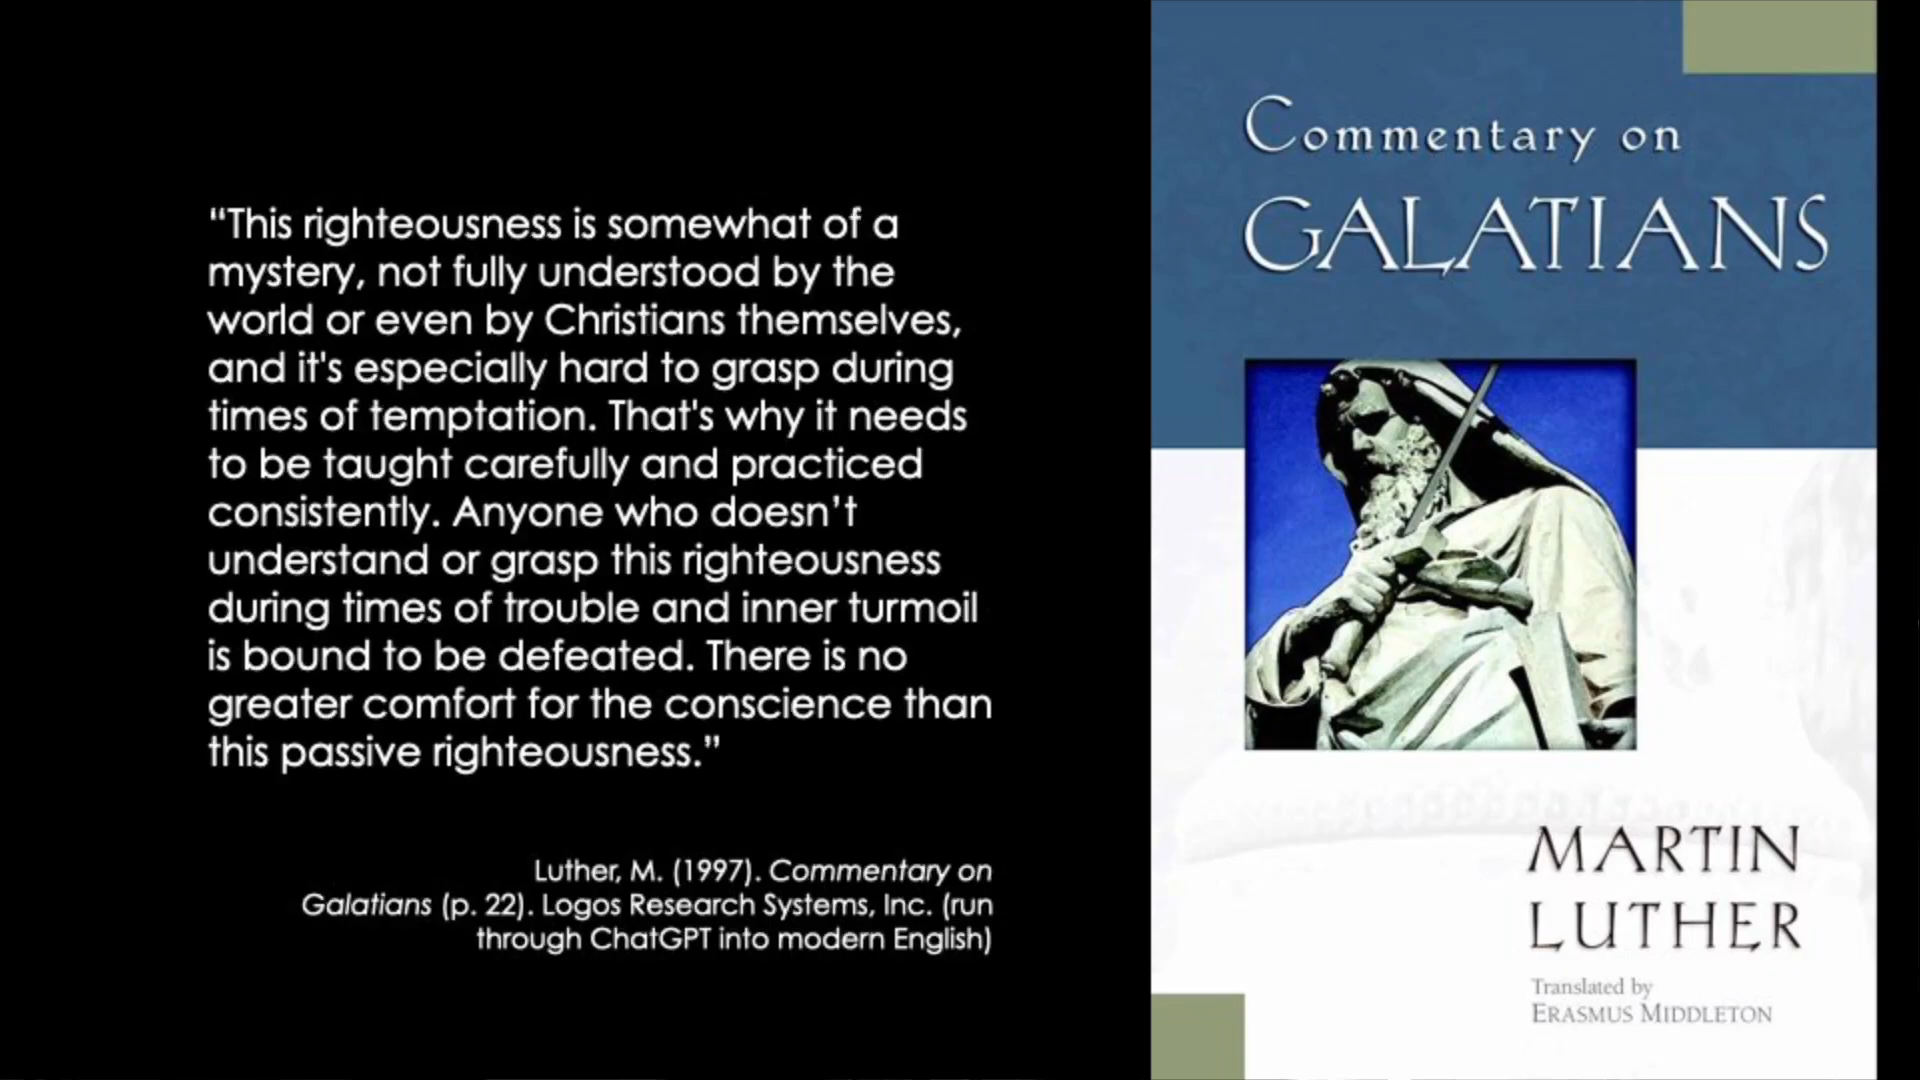 “This righteousness is somewhat of a
mystery, not fully understood by the
world or even by Christians themselves,
and it's especially hard to grasp during
times of temptation. That's why it needs
to be taught carefully and practiced
consistently. Anyone who doesn’t
understand or grasp this righteousness
during times of trouble and inner turmoil
is bound to be defeated. There is no
greater comfort for the conscience than
this passive righteousness.”
Luther, M. (1997). Commentary on
Galatians (p. 22). Logos Research Systems, Inc. (run
through ChatGPT into modern English)
Commentary on
GALATIANS
MARTIN
LUTHER
Translated by
ERASMUS MIDDLETON